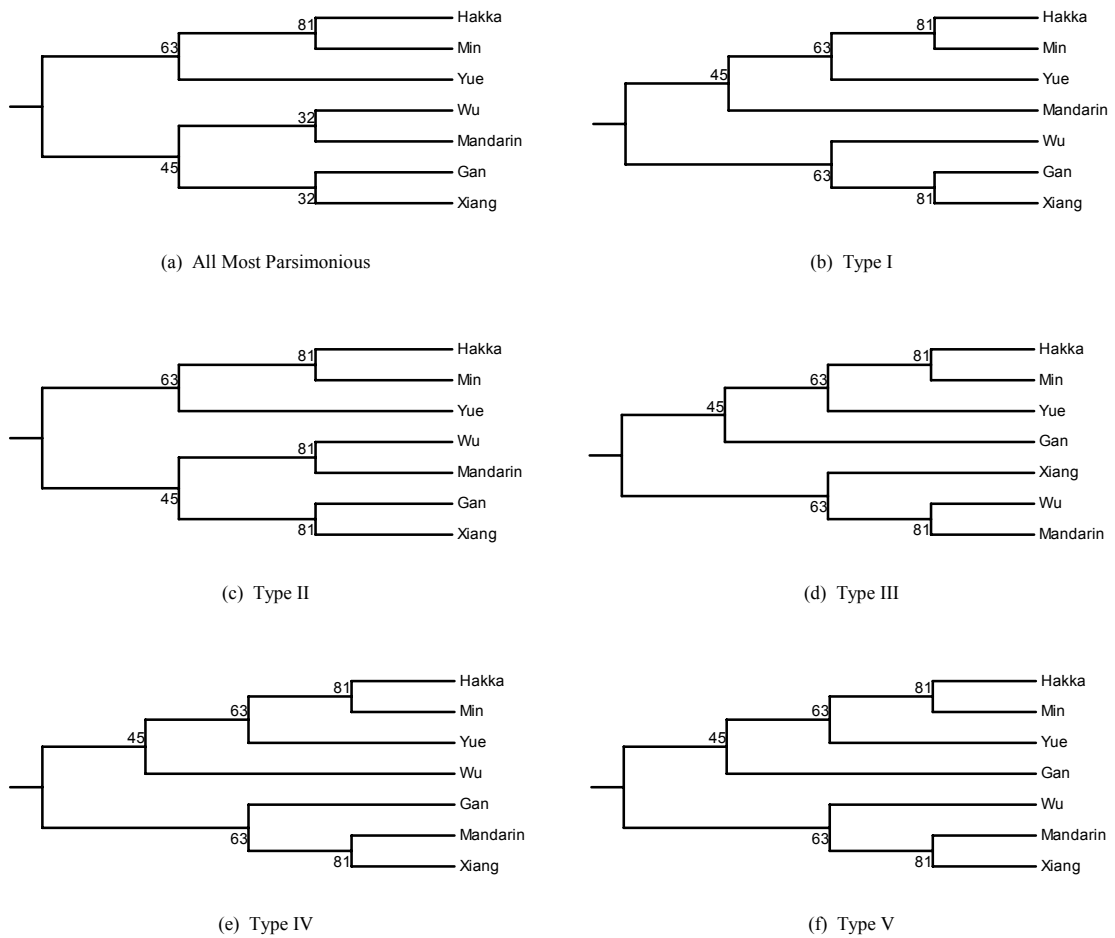 81
Hakka
Min
63
Yue
Wu
32
Mandarin
45
Gan
32
Xiang
(a) All Most Parsimonious
81
Hakka
Min
63
Yue
45
Mandarin
Wu
63
Gan
81
Xiang
(b) Type I
81
Hakka
Min
63
Yue
Wu
81
Mandarin
45
Gan
81
Xiang
(c) Type II
81
Hakka
Min
63
Yue
45
Gan
Xiang
63
Wu
81
Mandarin
(d) Type III
81
Hakka
Min
63
Yue
45
Wu
Gan
63
Mandarin
81
Xiang
(e) Type IV
81
Hakka
Min
63
Yue
45
Gan
Wu
63
Mandarin
81
Xiang
(f) Type V